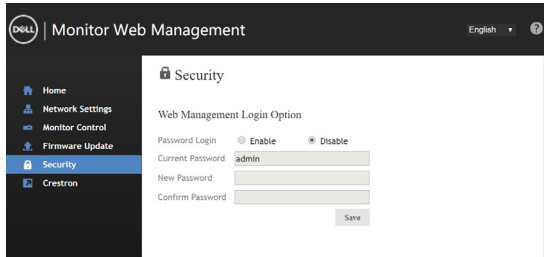 DELL | Monitor Web Management
English
?
Home
Network Settings
Monitor Control
Firmware Update
Security
Crestron
Security
Web Management Login Option
Password Login Enable Disable
Current Password admin
New Password
Confirm Password
Save